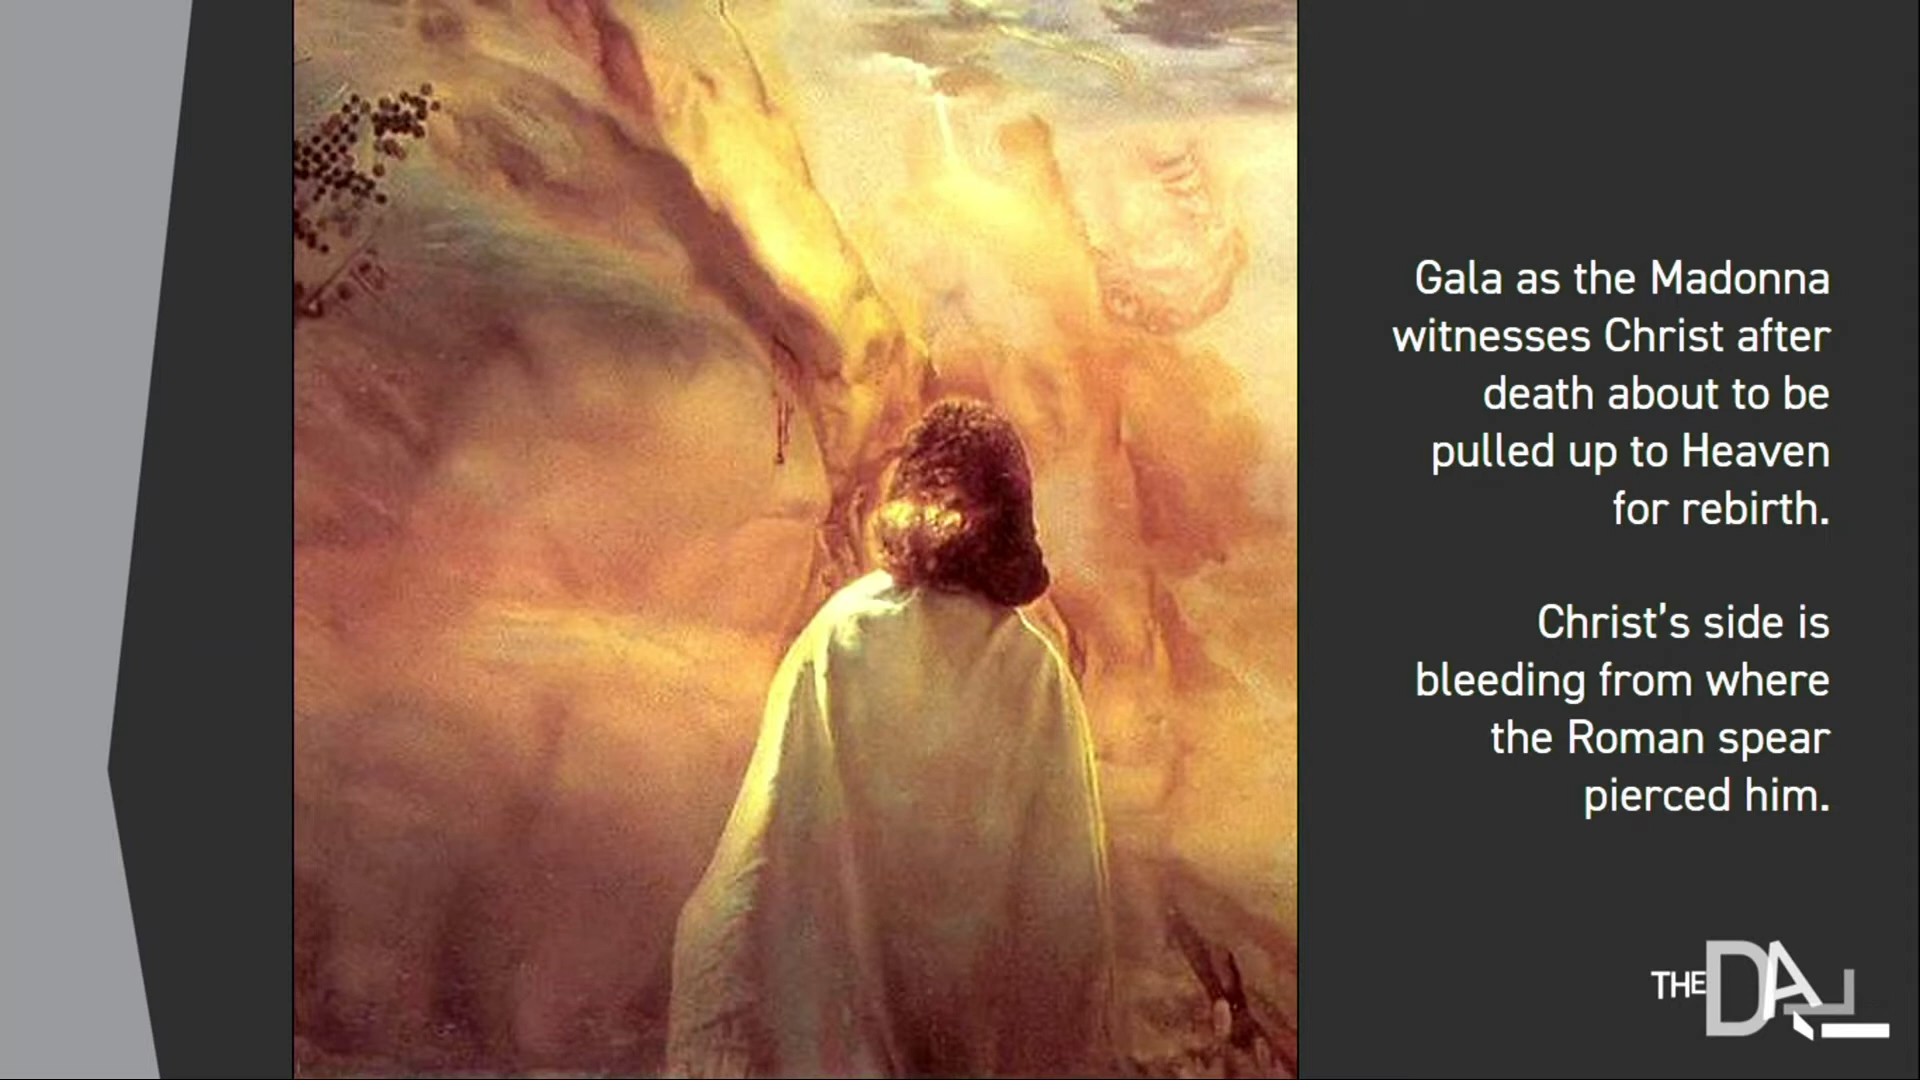 Gala as the Madonna
witnesses Christ after
death about to be
pulled up to Heaven
for rebirth.
Christ's side is
bleeding from where
the Roman spear
pierced him.
THE DALÍ